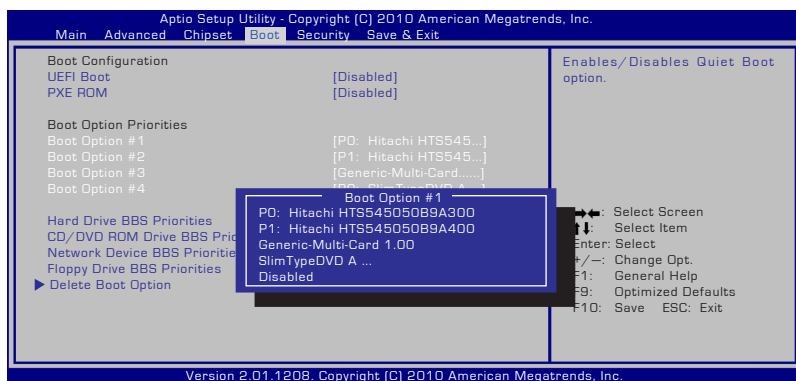 Aptio Setup Utility - Copyright (C) 2010 American Megatrends, Inc.
Main Advanced Chipset Boot Security Save & Exit
Boot Configuration
UEFI Boot [Disabled]
PXE ROM [Disabled]
Boot Option Priorities
Boot Option #1 [P0: Hitachi HTS545...]
Boot Option #2 [P1: Hitachi HTS545...]
Boot Option #3 [Generic-Multi-Card......]
Boot Option #4
Hard Drive BBS Priorities
CD/DVD ROM Drive BBS Prio
Network Device BBS Prioritie
Floppy Drive BBS Priorities
Delete Boot Option
Boot Option #1
P0: Hitachi HTS545050B9A300
P1: Hitachi HTS545050B9A400
Generic-Multi-Card 1.00
SlimTypeDVD A ...
Disabled
Enables/Disables Quiet Boot
option.
→←: Select Screen
↑↓: Select Item
Enter: Select
+/—: Change Opt.
F1: General Help
F9: Optimized Defaults
F10: Save ESC: Exit
Version 2.01.1208. Copyright (C) 2010 American Megatrends, Inc.